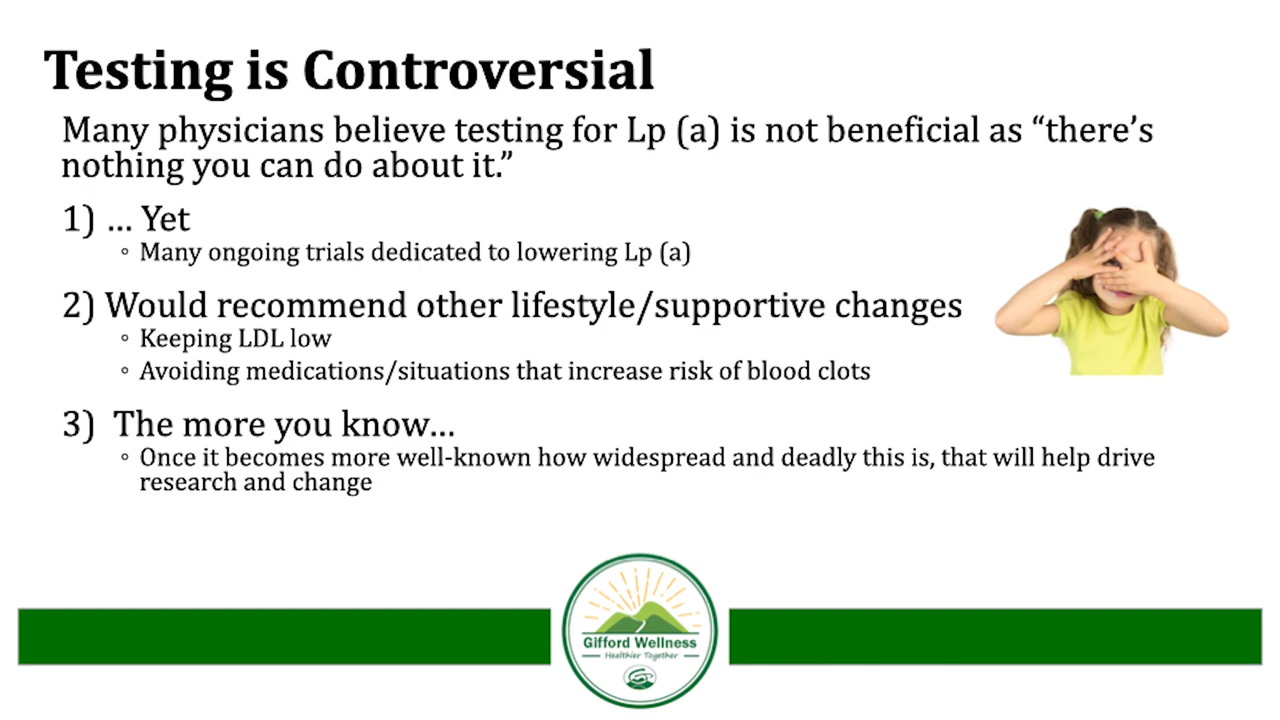 Testing is Controversial
Many physicians believe testing for Lp (a) is not beneficial as “there’s
nothing you can do about it.”
1) ... Yet
◦ Many ongoing trials dedicated to lowering Lp (a)
2) Would recommend other lifestyle/supportive changes
◦ Keeping LDL low
◦ Avoiding medications/situations that increase risk of blood clots
3) The more you know...
◦ Once it becomes more well-known how widespread and deadly this is, that will help drive
research and change
Gifford Wellness
Healthier Together